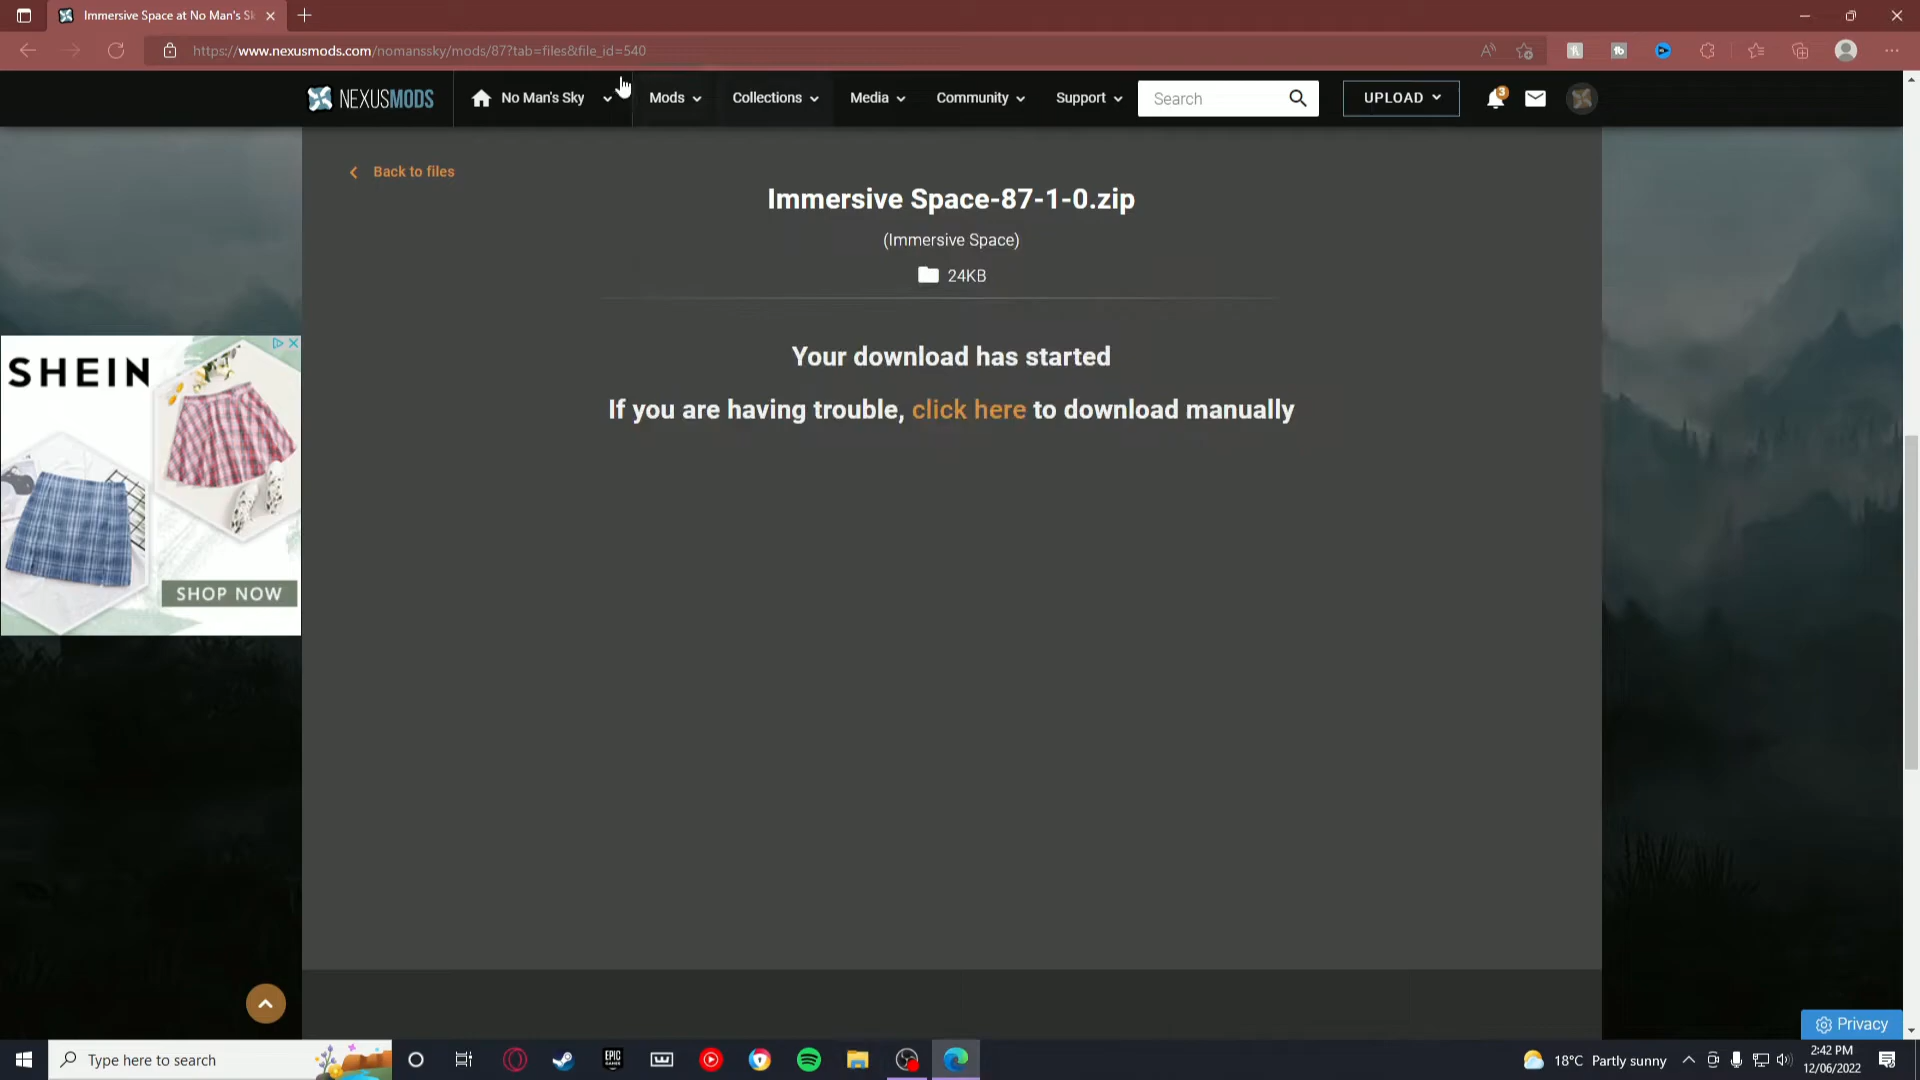 Immersive Space at No Man's Sk
https://www.nexusmods.com/nomanssky/mods/87?tab=files&file_id=540
NEXUSMODS
No Man's Sky
Mods
Collections
Media
Community
Support
Search
UPLOAD
3
Back to files
Immersive Space-87-1-0.zip
(Immersive Space)
24KB
Your download has started
If you are having trouble, click here to download manually
SHEIN
SHOP NOW
Privacy
Type here to search
EPIC
GAMES
18°C Partly sunny
2:42 PM
12/06/2022